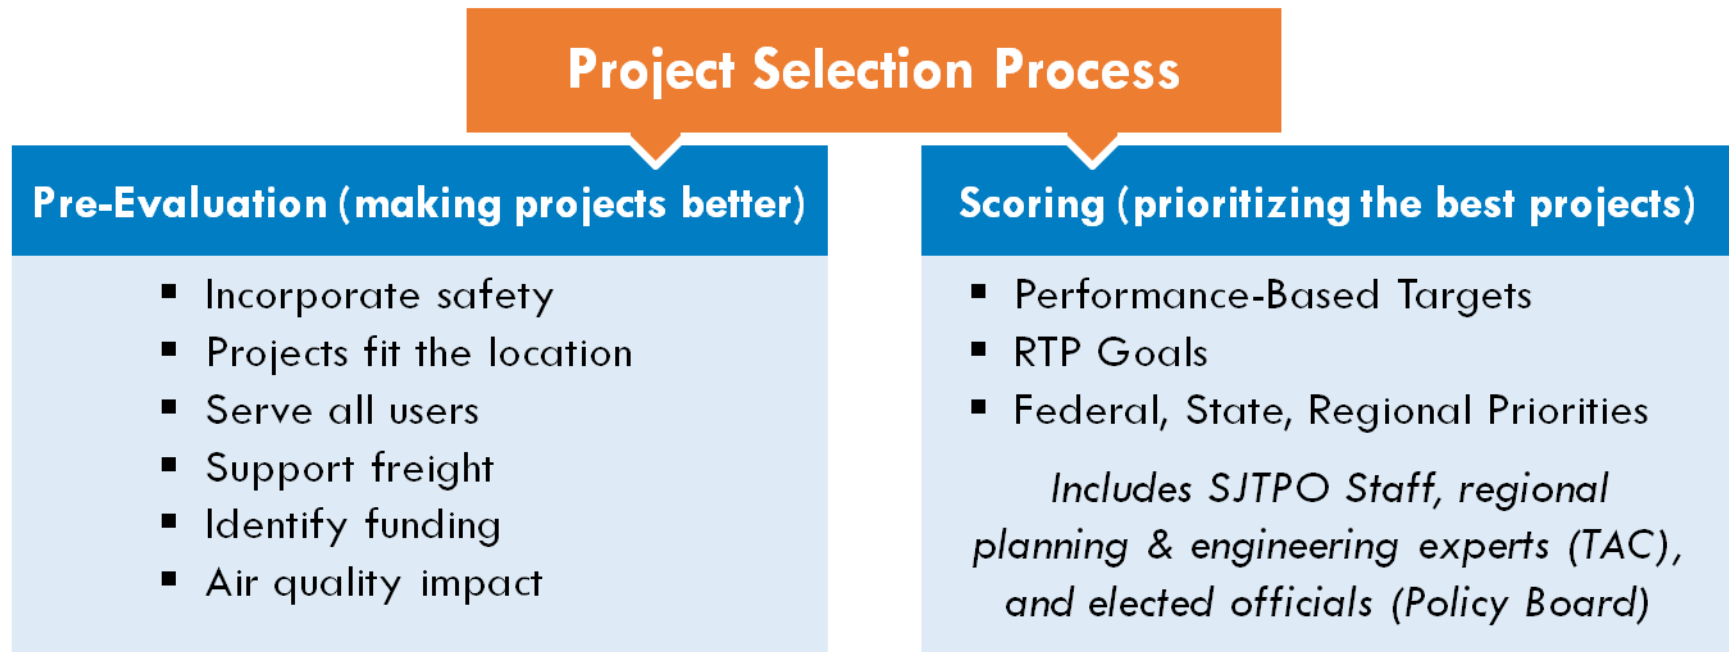 Project Selection Process
Pre-Evaluation (making projects better)
▪ Incorporate safety
▪ Projects fit the location
▪ Serve all users
▪ Support freight
▪ Identify funding
▪ Air quality impact
Scoring (prioritizing the best projects)
▪ Performance-Based Targets
▪ RTP Goals
▪ Federal, State, Regional Priorities
Includes SJTPO Staff, regional
planning & engineering experts (TAC),
and elected officials (Policy Board)